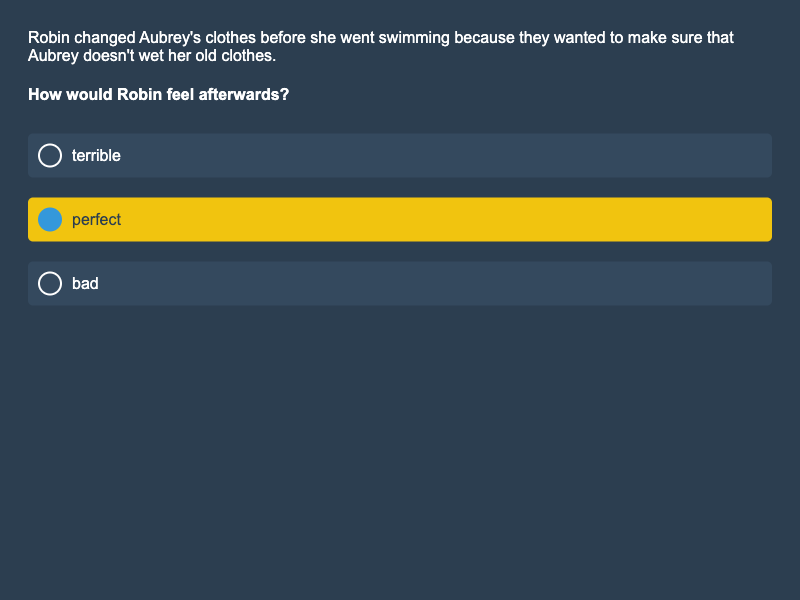 Robin changed Aubrey's clothes before she went swimming because they wanted to make sure that
Aubrey doesn't wet her old clothes.
How would Robin feel afterwards?
terrible
perfect
bad